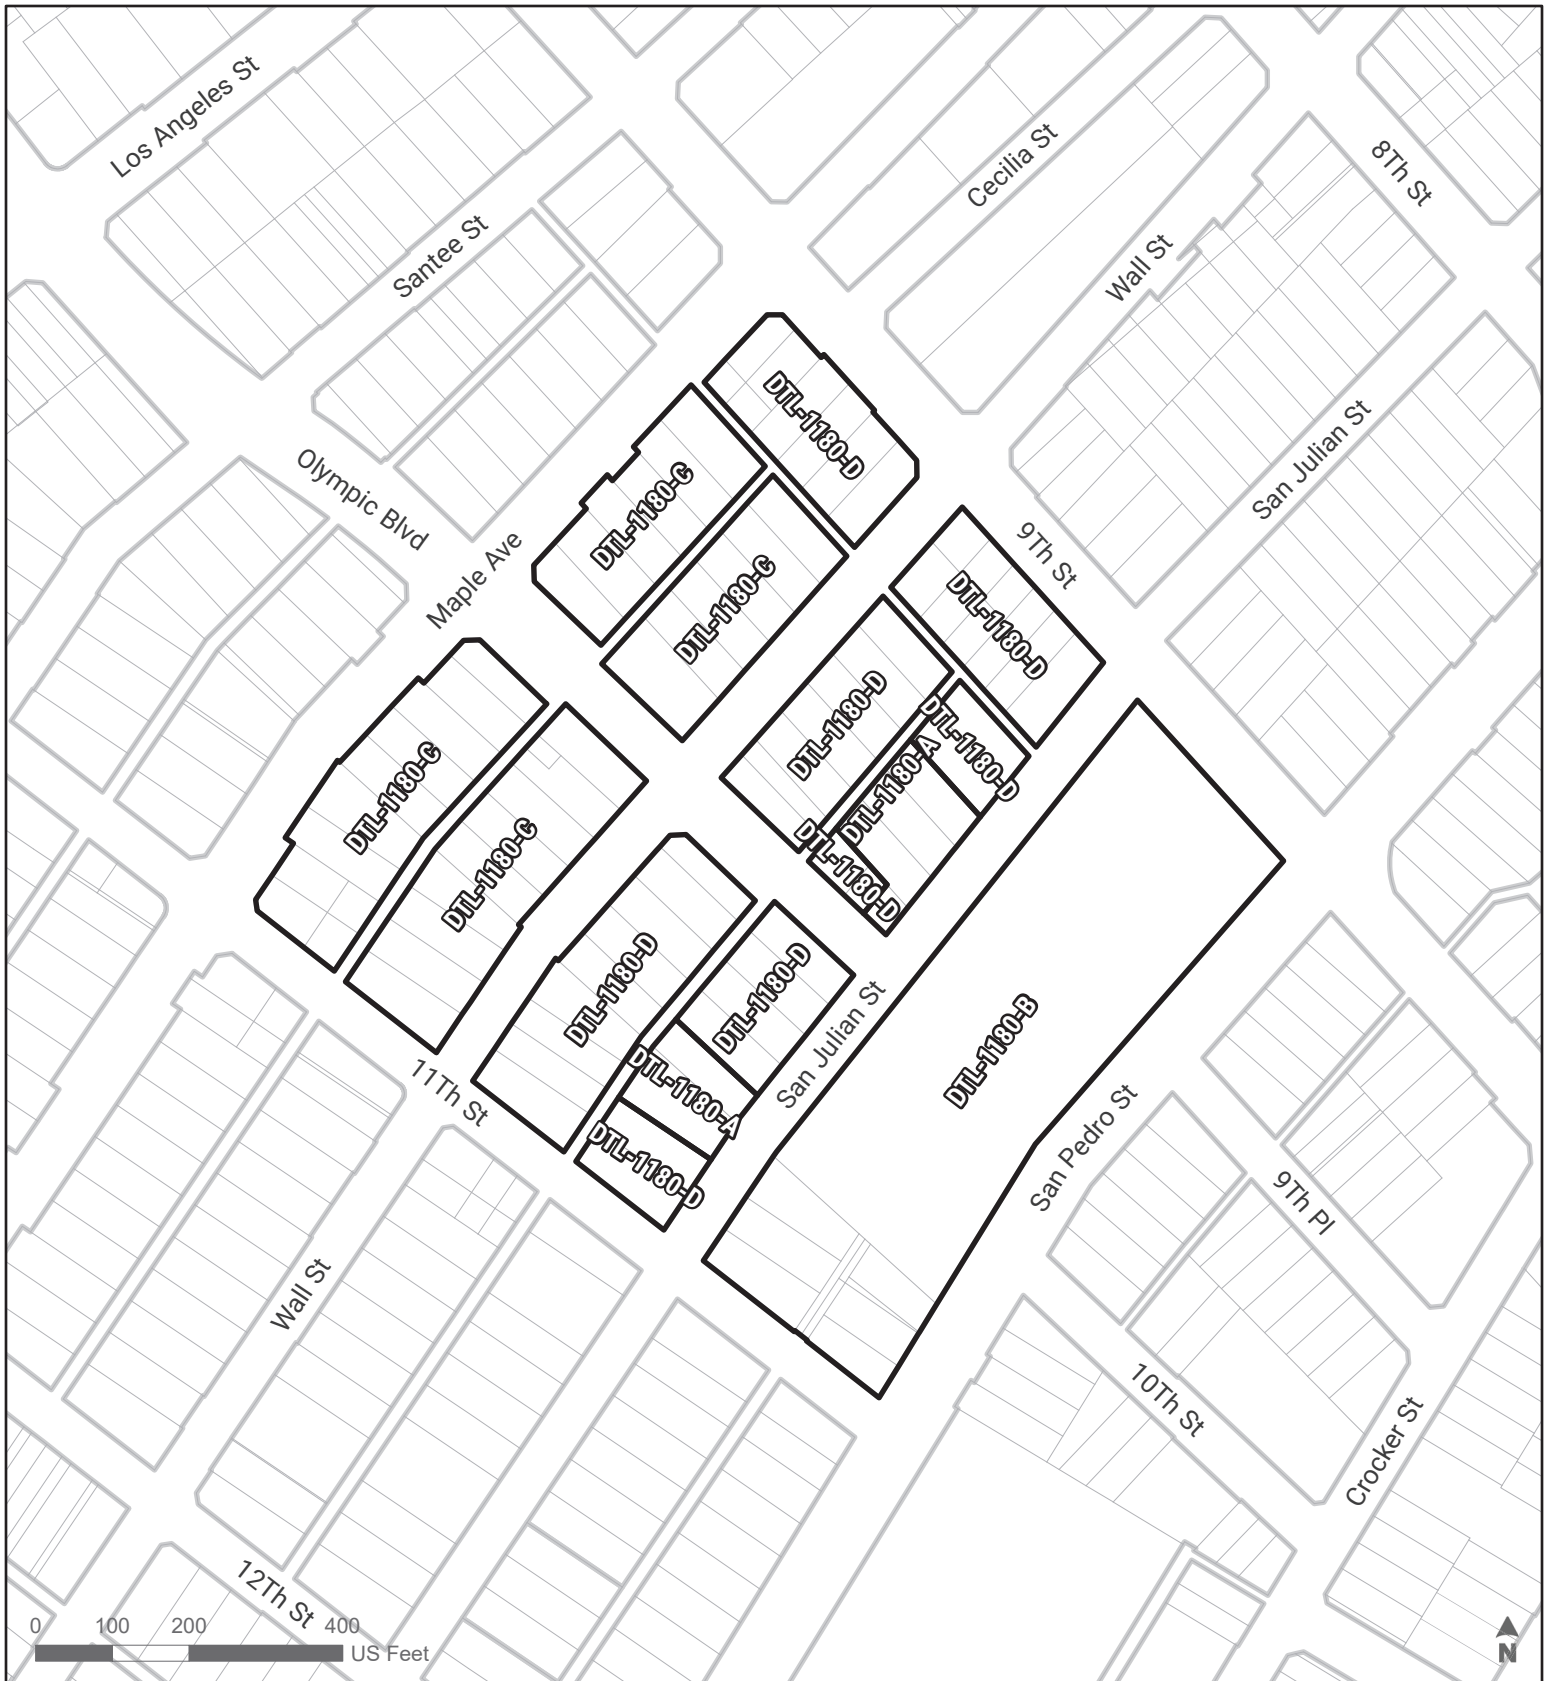 Los Angeles St
Cecilia St
8Th St
Santee St
Wall St
DTL-1180-D
San Julian St
Olympic Blvd
DTL-1180-C
9Th St
Maple Ave
DTL-1180-C
DTL-1180-D
DTL-1180-D
DTL-1180-D
DTL-1180-A
DTL-1180-C
DTL-1180-C
DTL-1180-D
DTL-1180-D
DTL-1180-D
San Julian St
DTL-1180-B
DTL-1180-A
11Th St
DTL-1180-D
San Pedro St
9Th Pl
Wall St
10Th St
Crocker St
12Th St
0 100 200 400
US Feet
N